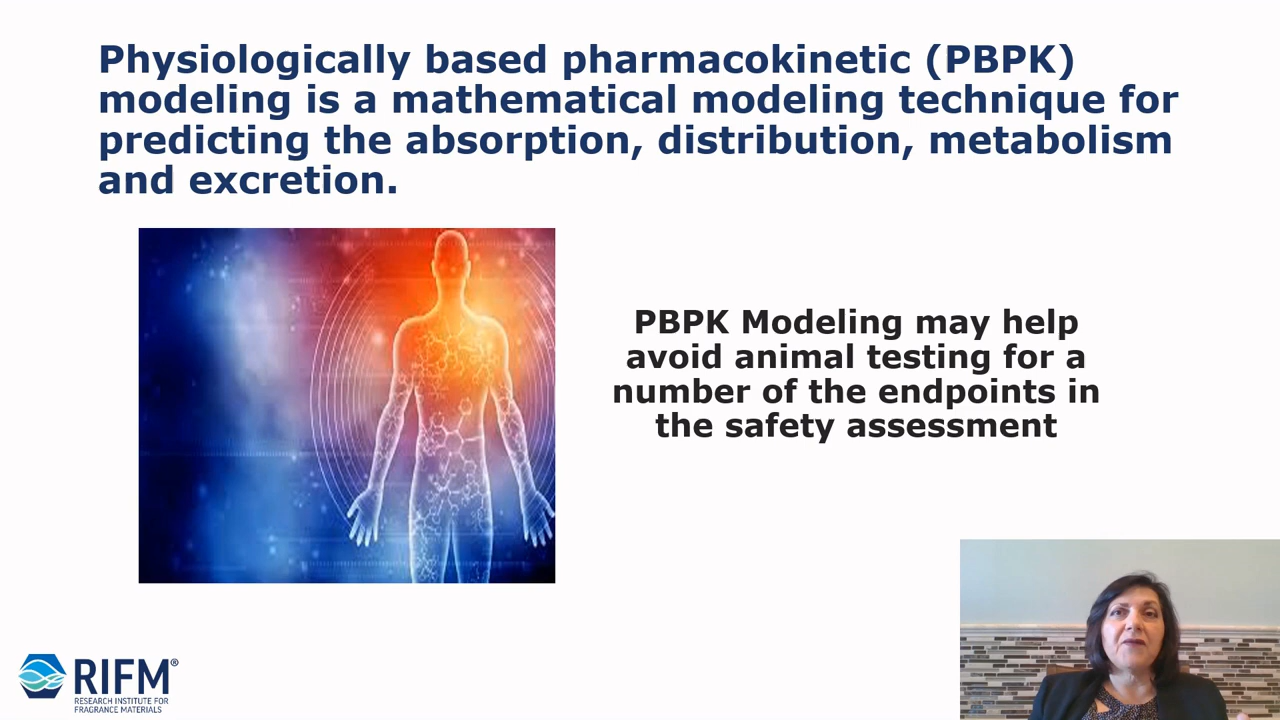 Physiologically based pharmacokinetic (PBPK)
modeling is a mathematical modeling technique for
predicting the absorption, distribution, metabolism
and excretion.
PBPK Modeling may help
avoid animal testing for a
number of the endpoints in
the safety assessment
RIFM®
RESEARCH INSTITUTE FOR
FRAGRANCE MATERIALS